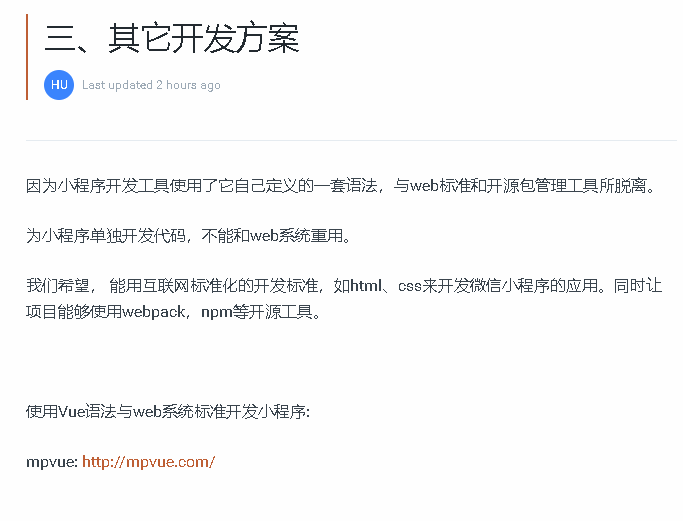 三、其它开发方案
HU Last updated 2 hours ago
因为小程序开发工具使用了它自己定义的一套语法，与web标准和开源包管理工具所脱离。
为小程序单独开发代码，不能和web系统重用。
我们希望， 能用互联网标准化的开发标准，如html、css来开发微信小程序的应用。同时让
项目能够使用webpack，npm等开源工具。
使用Vue语法与web系统标准开发小程序:
mpvue: http://mpvue.com/